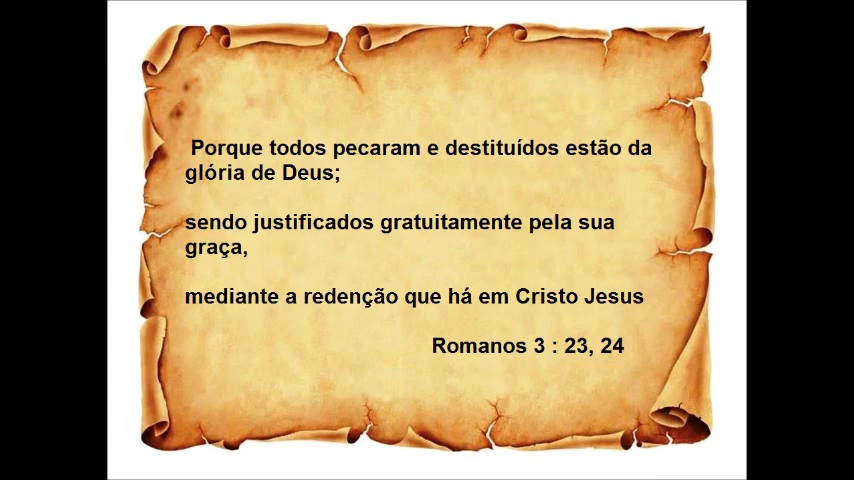 Porque todos pecaram e destituídos estão da
glória de Deus;
sendo justificados gratuitamente pela sua
graça,
mediante a redenção que há em Cristo Jesus
Romanos 3 : 23, 24